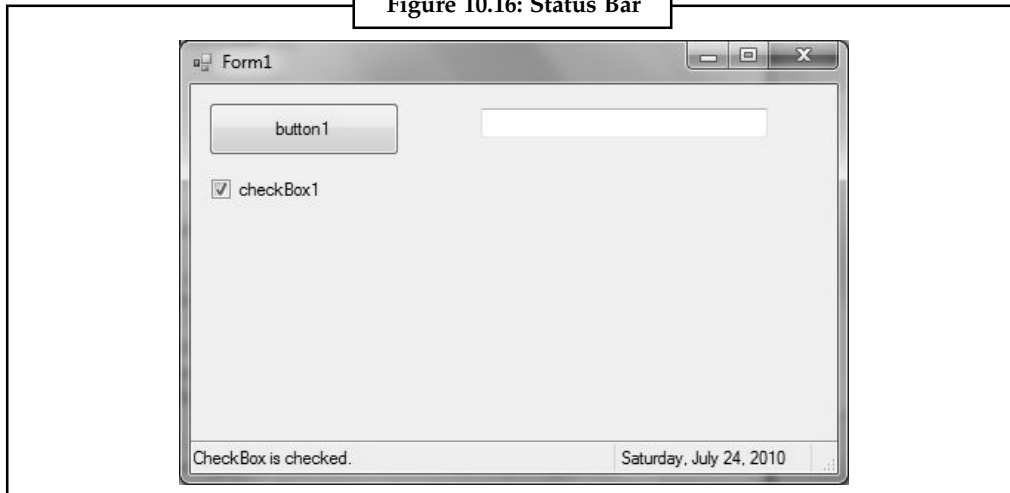 Figure 10.16: Status Bar
Form1
button1
checkBox1
CheckBox is checked.
Saturday, July 24, 2010